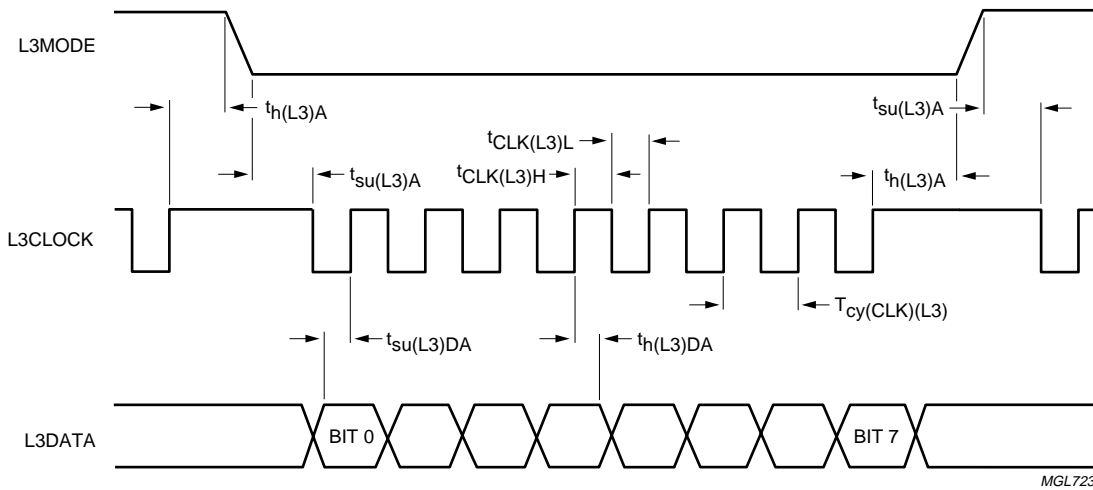 L3MODE
th(L3)A
tsu(L3)A
tCLK(L3)L
tCLK(L3)H
tsu(L3)A
th(L3)A
L3CLOCK
Tcy(CLK)(L3)
tsu(L3)DA
th(L3)DA
L3DATA
BIT 0
BIT 7
MGL723